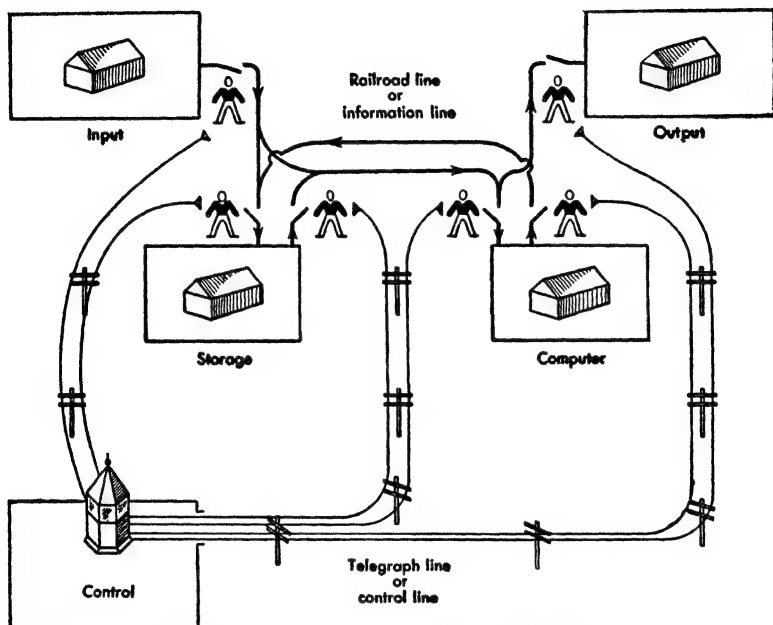 Railroad line
or
information line
Input
Output
Storage
Computer
Control
Telegraph line
or
control line